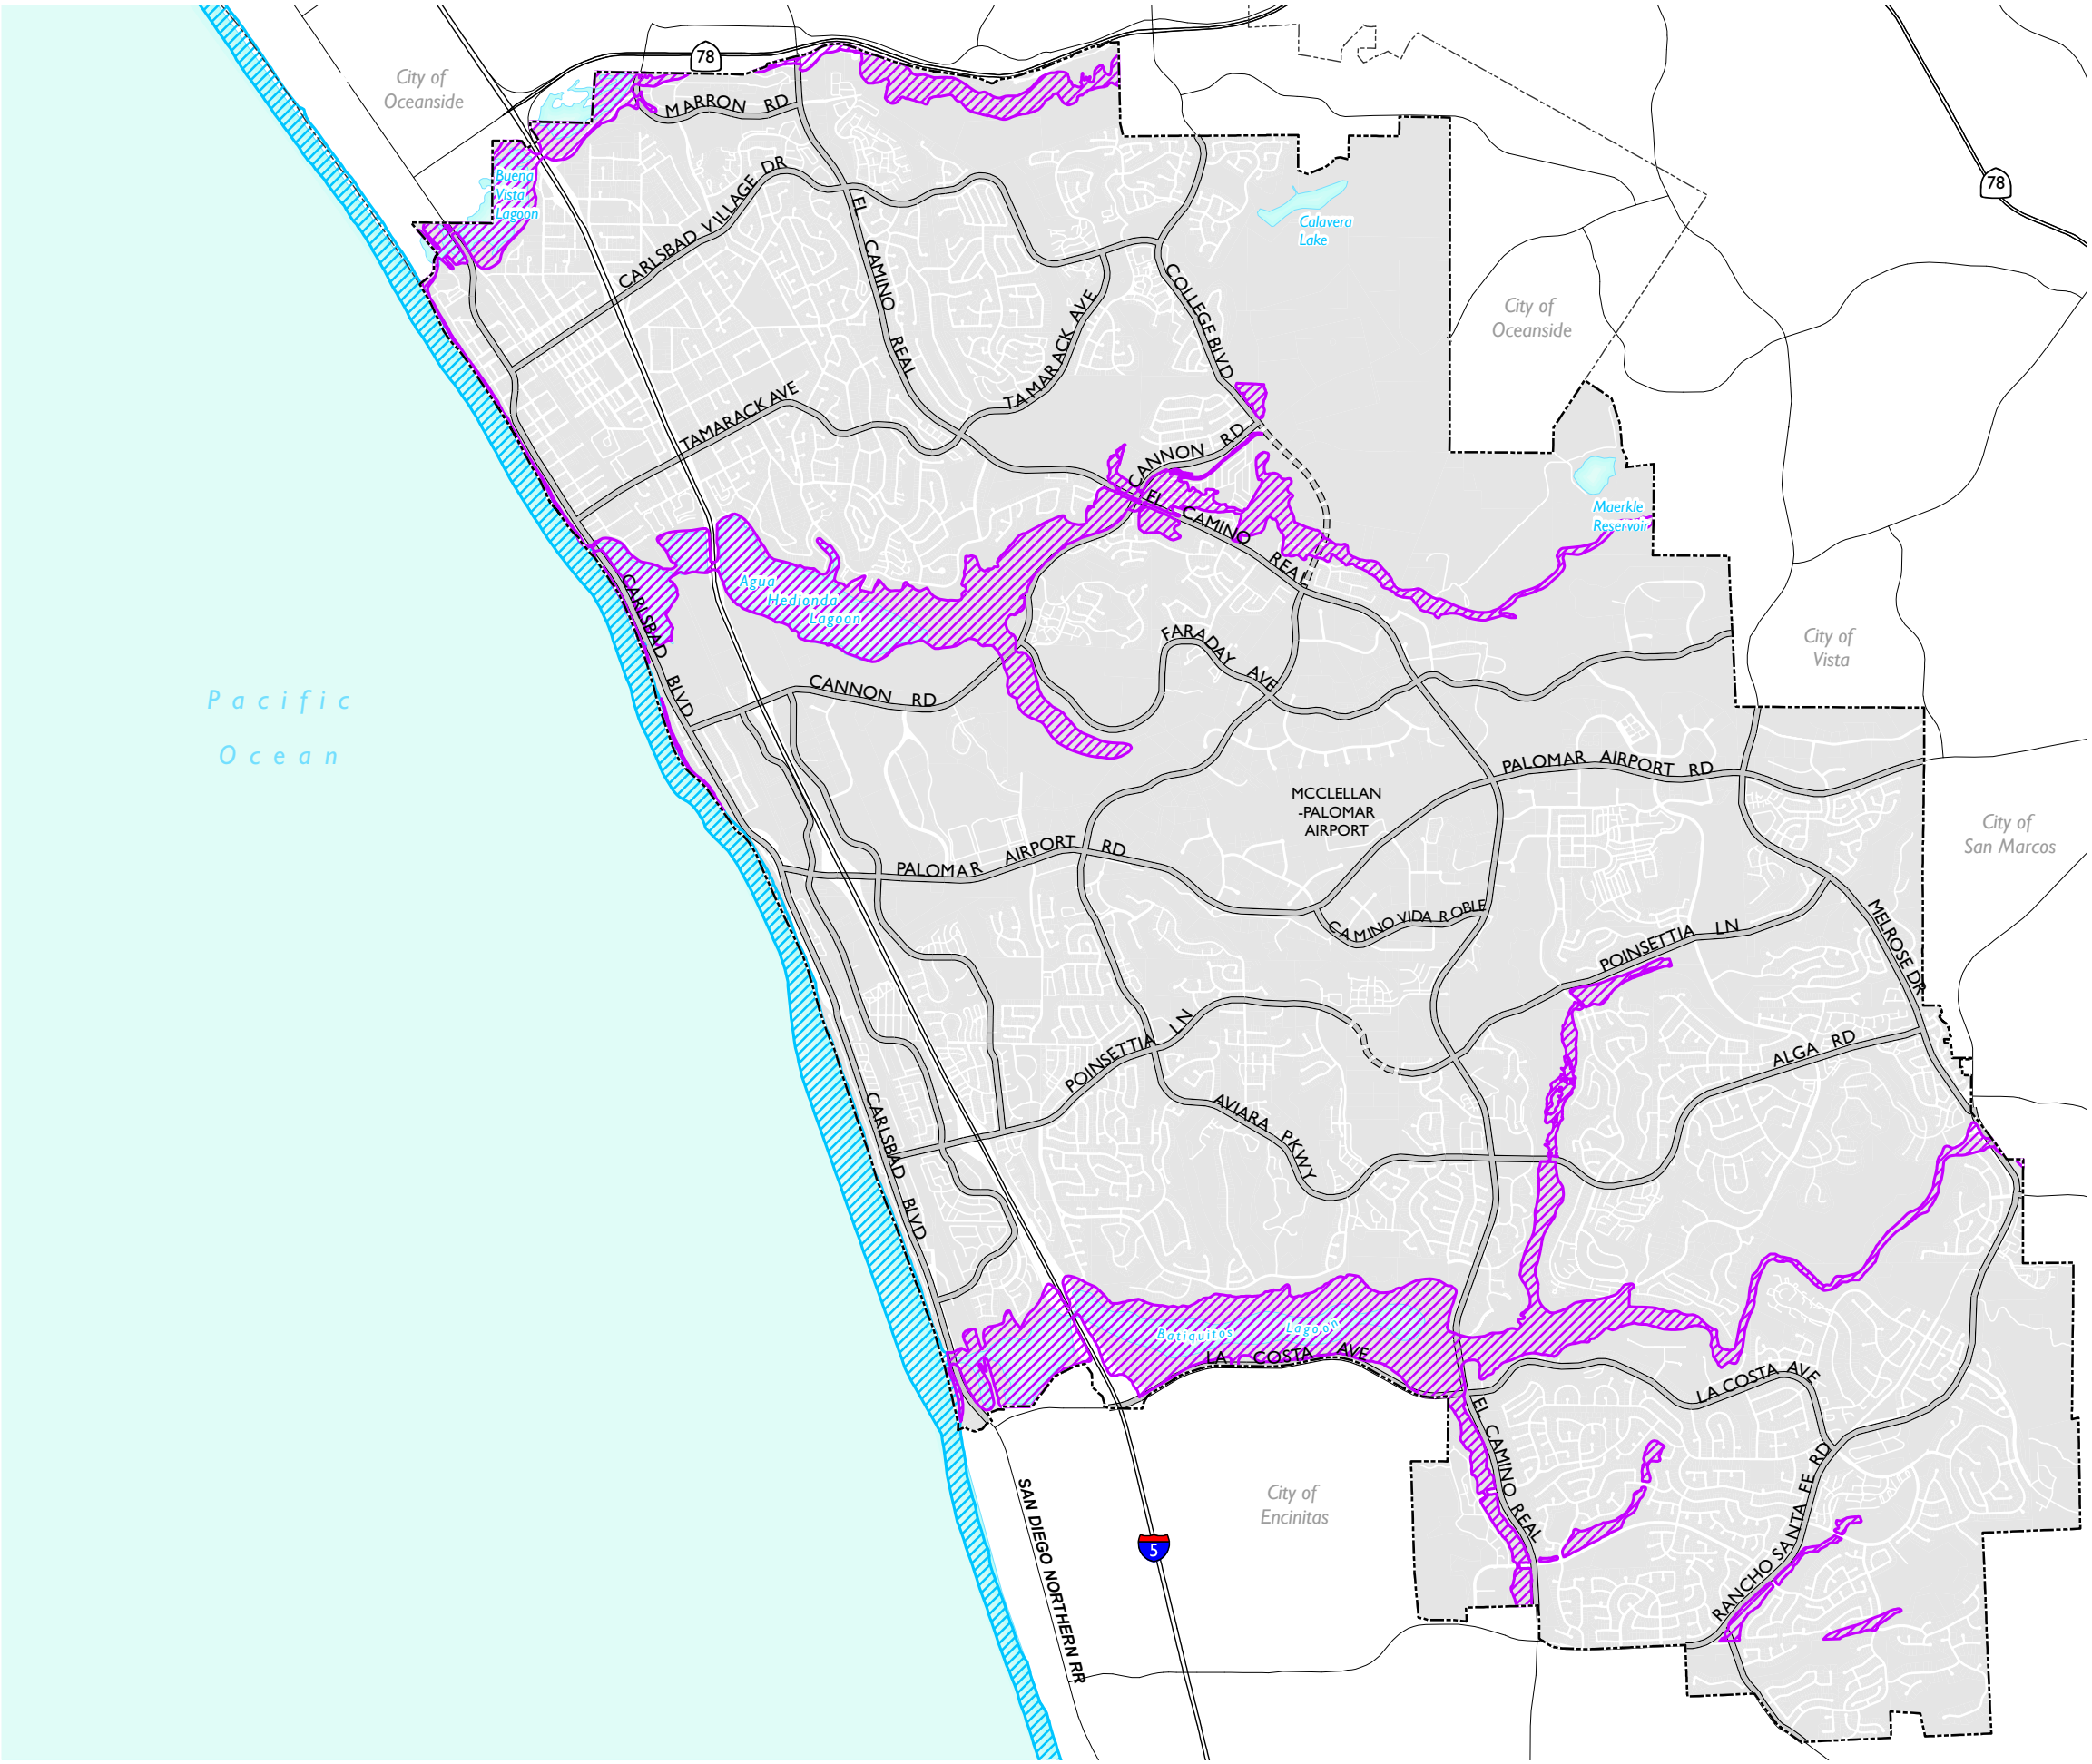 78
City of
Oceanside
MARRON RD
78
Buena
Vista
Lagoon
CARLSBAD VILLAGE DR
EL CAMINO REAL
Calavera
Lake
COLLEGE BLVD
TAMARACK AVE
City of
Oceanside
TAMARACK AVE
CANNON RD
EL CAMINO REAL
Maerkle
Reservoir
Agua
Hedionda
Lagoon
CARLSBAD BLVD
FARADAY AVE
City of
Vista
CANNON RD
Pacific
Ocean
PALOMAR AIRPORT RD
MCCLELLAN
-PALOMAR
AIRPORT
City of
San Marcos
PALOMAR AIRPORT RD
CAMINO VIDA ROBLE
MELROSE DR
POINSETTIA LN
POINSETTIA LN
ALGA RD
CARLSBAD BLVD
AVIARA PKWY
Batiquitos Lagoon
LA COSTA AVE
LA COSTA AVE
EL CAMINO REAL
RANCHO SANTA FE RD
City of
Encinitas
SAN DIEGO NORTHERN RR
5